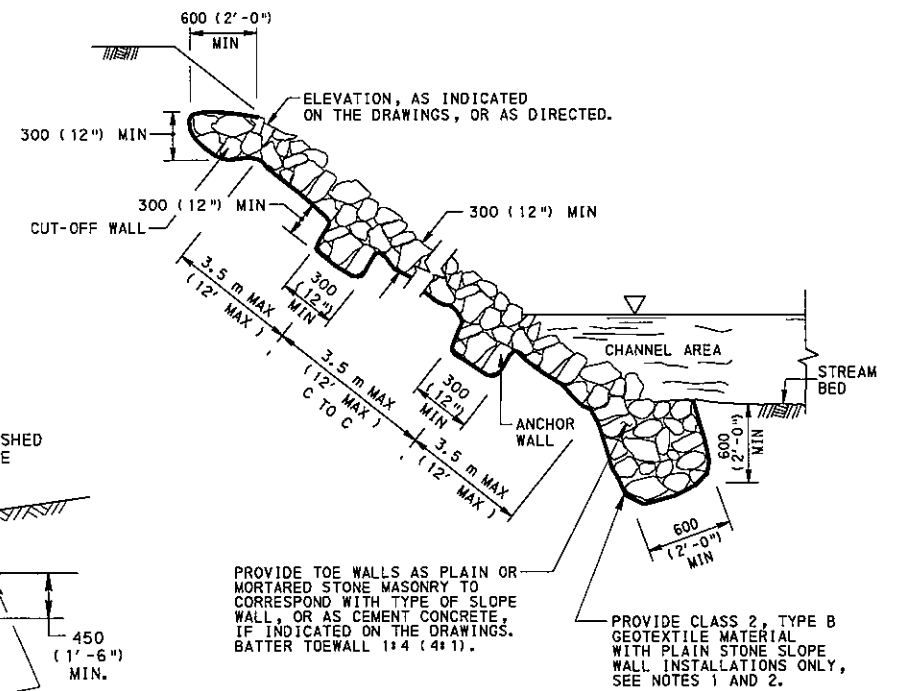 600 (2'-0")
MIN
ELEVATION, AS INDICATED
ON THE DRAWINGS, OR AS DIRECTED.
300 (12") MIN
300 (12") MIN
300 (12") MIN
CUT-OFF WALL
3.5 m MAX
(12' MAX)
300
(12")
MIN
3.5 m MAX
(12' MAX)
C TO C
300
(12")
MIN
3.5 m MAX
(12' MAX)
CHANNEL AREA
STREAM
BED
ANCHOR
WALL
600
(2'-0")
MIN
600
(2'-0")
MIN
SHED
E
450
(1'-6")
MIN.
PROVIDE TOE WALLS AS PLAIN OR
MORTARED STONE MASONRY TO
CORRESPOND WITH TYPE OF SLOPE
WALL, OR AS CEMENT CONCRETE,
IF INDICATED ON THE DRAWINGS.
BATTER TOEWALL 1:4 (4:1).
PROVIDE CLASS 2, TYPE B
GEOTEXTILE MATERIAL
WITH PLAIN STONE SLOPE
WALL INSTALLATIONS ONLY,
SEE NOTES 1 AND 2.